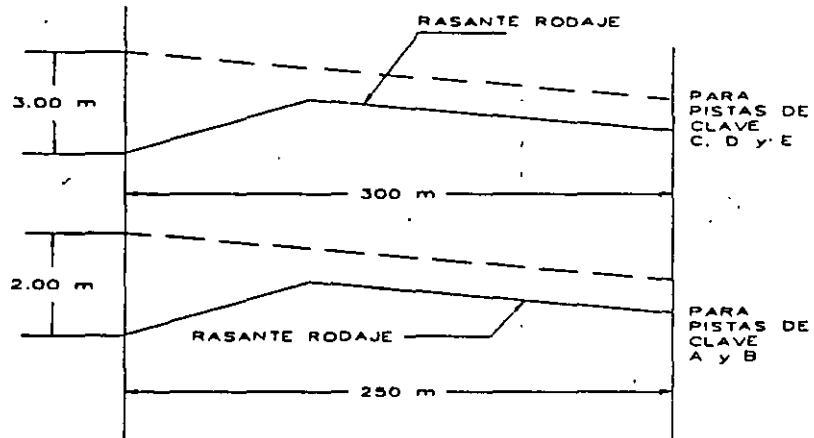 RASANTE RODAJE
3.00 m
PARA
PISTAS DE
CLAVE
C, D y E
300 m
2.00 m
RASANTE RODAJE
PARA
PISTAS DE
CLAVE
A y B
250 m